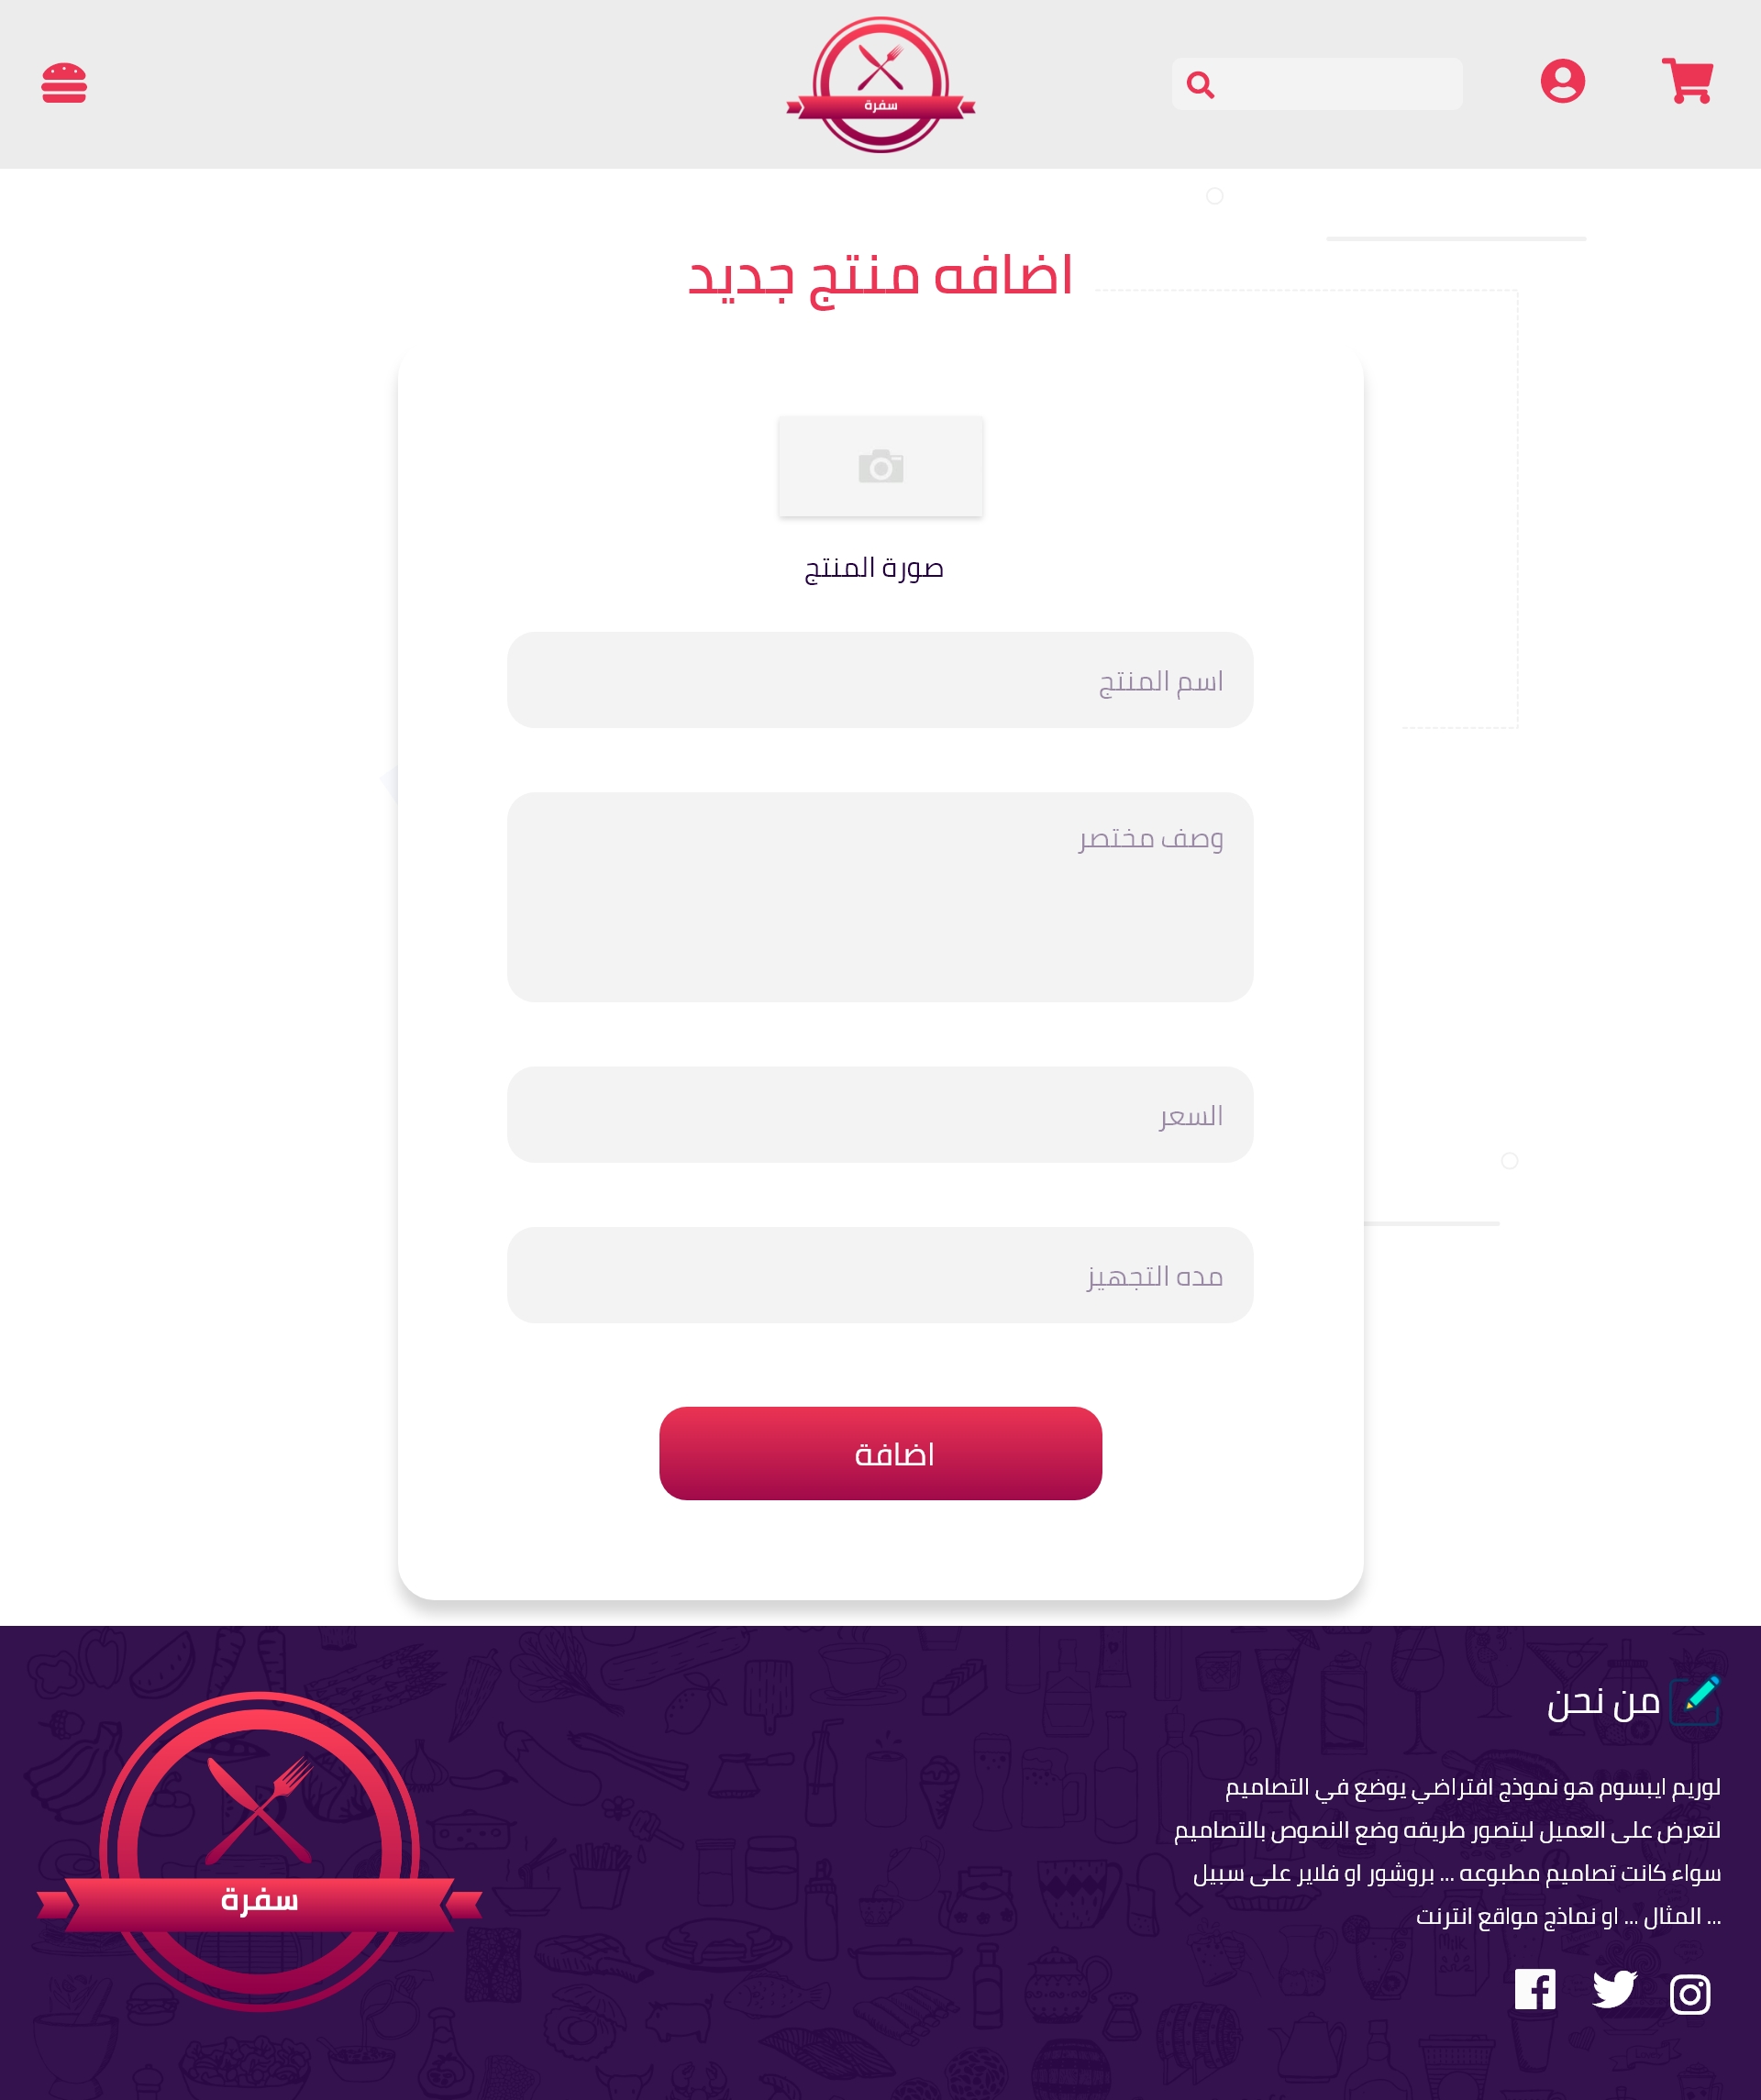 سفرة
اضافه منتج جديد
صورة المنتج
اسم المنتج
وصف مختصر
السعر
مده التجهيز
اضافة
من نحن
لوريم ايبسوم هو نموذج افتراضي يوضع في التصاميم
لتعرض على العميل ليتصور طريقه وضع النصوص بالتصاميم
سواء كانت تصاميم مطبوعه ... بروشور او فلاير على سبيل
... المثال ... او نماذج مواقع انترنت
سفرة